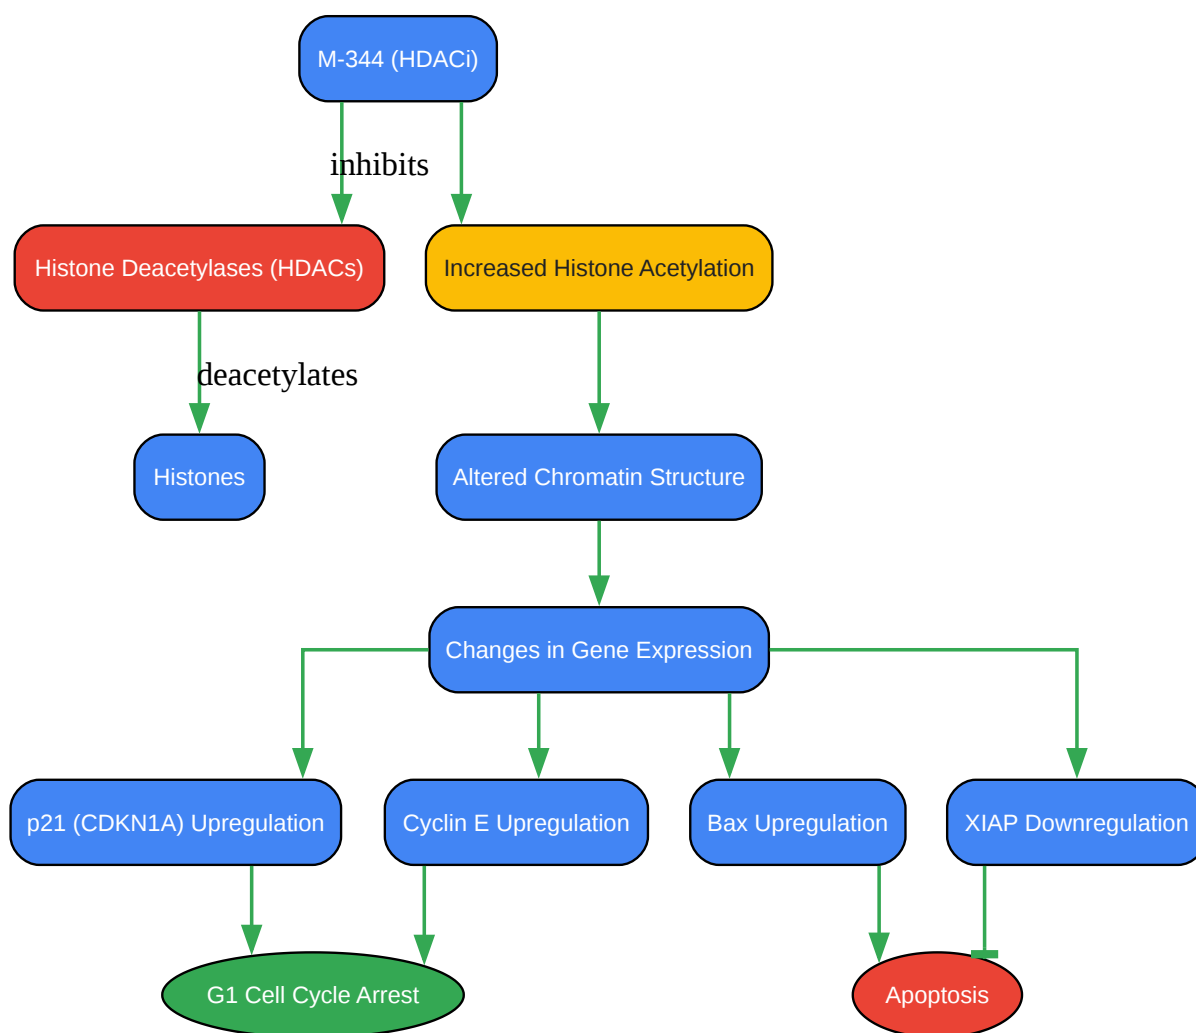 M-344 (HDACi)
inhibits
Histone Deacetylases (HDACs)
Increased Histone Acetylation
deacetylates
Histones
Altered Chromatin Structure
Changes in Gene Expression
p21 (CDKN1A) Upregulation
Cyclin E Upregulation
Bax Upregulation
XIAP Downregulation
G1 Cell Cycle Arrest
Apoptosis